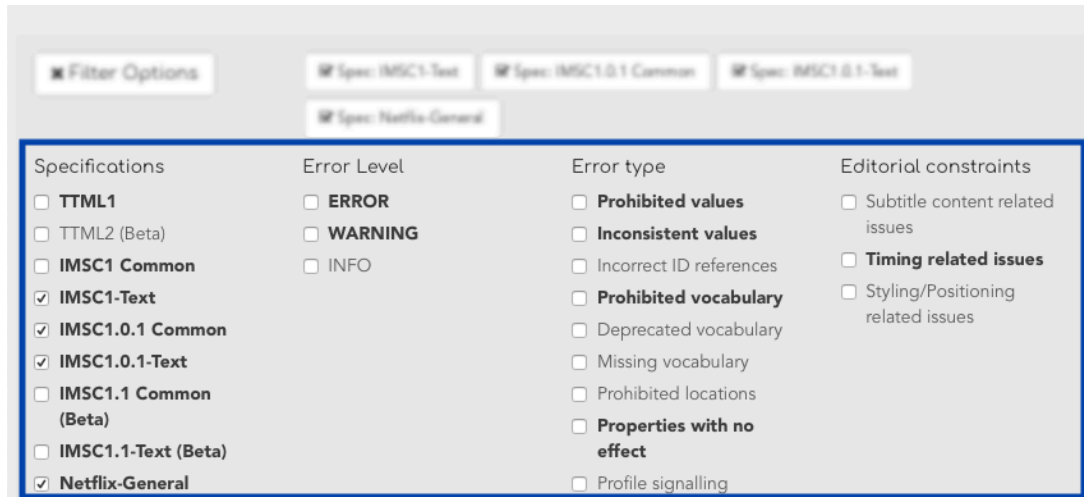 ✖ Filter Options
Spec: IMSC1-Text
Spec: IMSC1.0.1 Common
Spec: IMSC1.0.1-Text
Spec: Netflix-General
Specifications
TTML1
TTML2 (Beta)
IMSC1 Common
IMSC1-Text
IMSC1.0.1 Common
IMSC1.0.1-Text
IMSC1.1 Common
(Beta)
IMSC1.1-Text (Beta)
Netflix-General
Error Level
ERROR
WARNING
INFO
Error type
Prohibited values
Inconsistent values
Incorrect ID references
Prohibited vocabulary
Deprecated vocabulary
Missing vocabulary
Prohibited locations
Properties with no
effect
Profile signalling
Editorial constraints
Subtitle content related
issues
Timing related issues
Styling/Positioning
related issues